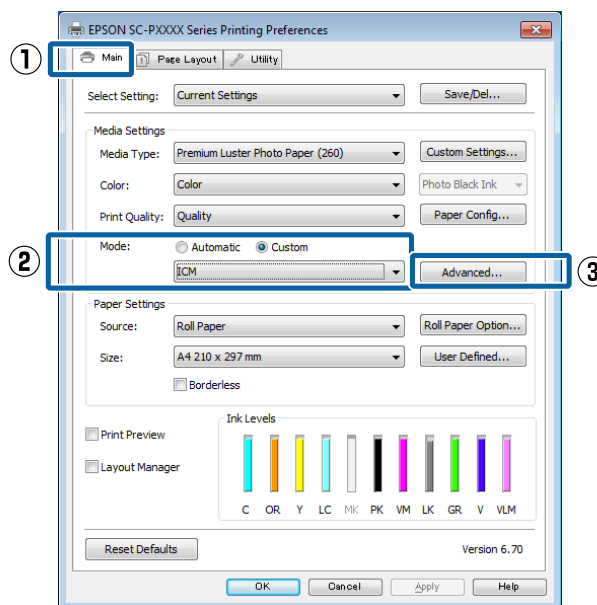 EPSON SC-PXXXX Series Printing Preferences
① Main Page Layout Utility
Select Setting: Current Settings Save/Del...
Media Settings
Media Type: Premium Luster Photo Paper (260) Custom Settings...
Color: Color Photo Black Ink
Print Quality: Quality Paper Config...
Mode: Automatic Custom
② ICM Advanced... ③
Paper Settings
Source: Roll Paper Roll Paper Option...
Size: A4 210 x 297 mm User Defined...
Borderless
Ink Levels
Print Preview
Layout Manager
C OR Y LC MK PK VM LK GR V VLM
Reset Defaults Version 6.70
OK Cancel Apply Help